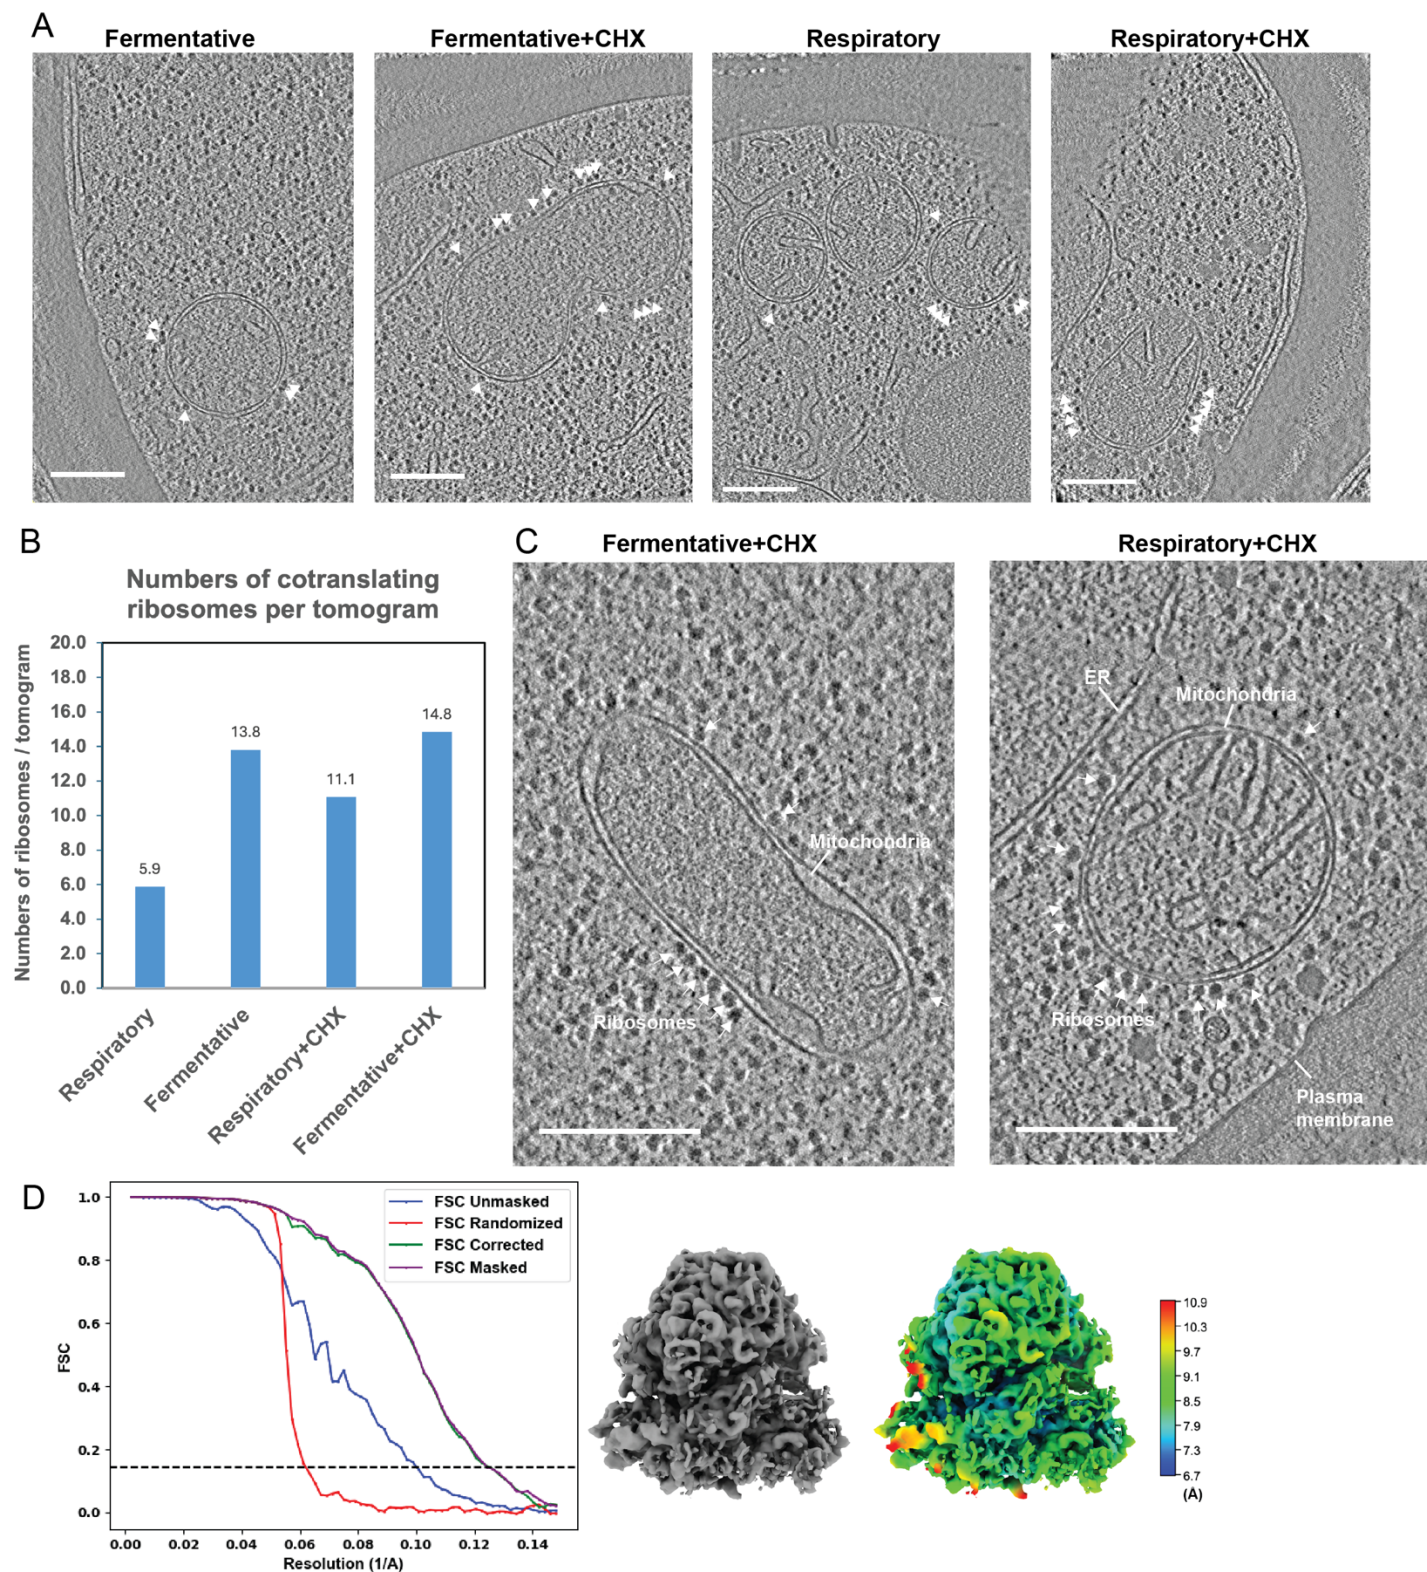 A
Fermentative
Fermentative+CHX
Respiratory
Respiratory+CHX
B
Numbers of cotranslating
ribosomes per tomogram
Numbers of ribosomes / tomogram
20.0
18.0
16.0
14.0
12.0
10.0
8.0
6.0
4.0
2.0
0.0
5.9
13.8
11.1
14.8
Respiratory
Fermentative
Respiratory+CHX
Fermentative+CHX
C
Fermentative+CHX
Mitochondria
Ribosomes
Respiratory+CHX
ER
Mitochondria
Ribosomes
Plasma
membrane
D
FSC
1.0
0.8
0.6
0.4
0.2
0.0
FSC Unmasked
FSC Randomized
FSC Corrected
FSC Masked
0.00 0.02 0.04 0.06 0.08 0.10 0.12 0.14
Resolution (1/A)
10.9
10.3
9.7
9.1
8.5
7.9
7.3
6.7
(A)